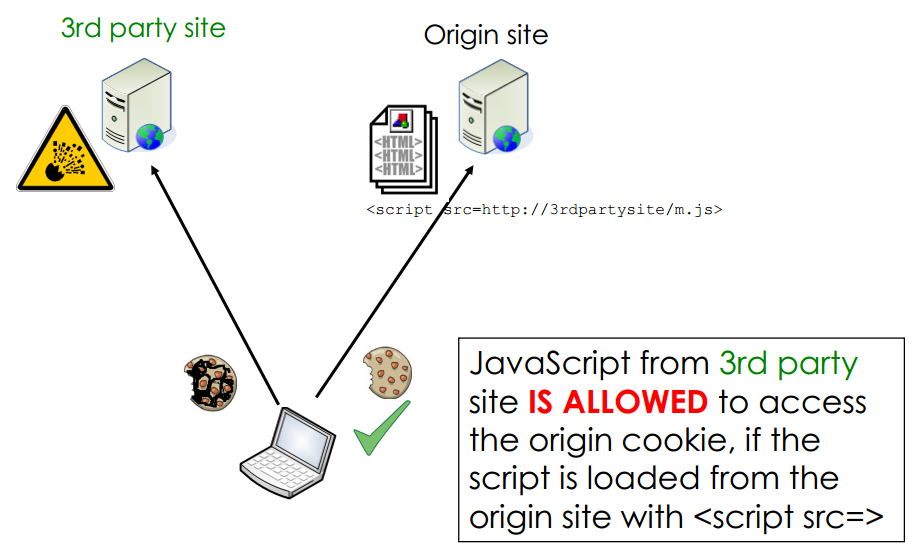 3rd party site
Origin site
<HTML>
<HTML>
<HTML>
<script src=http://3rdpartysite/m.js>
JavaScript from 3rd party
site IS ALLOWED to access
the origin cookie, if the
script is loaded from the
origin site with <script src=>